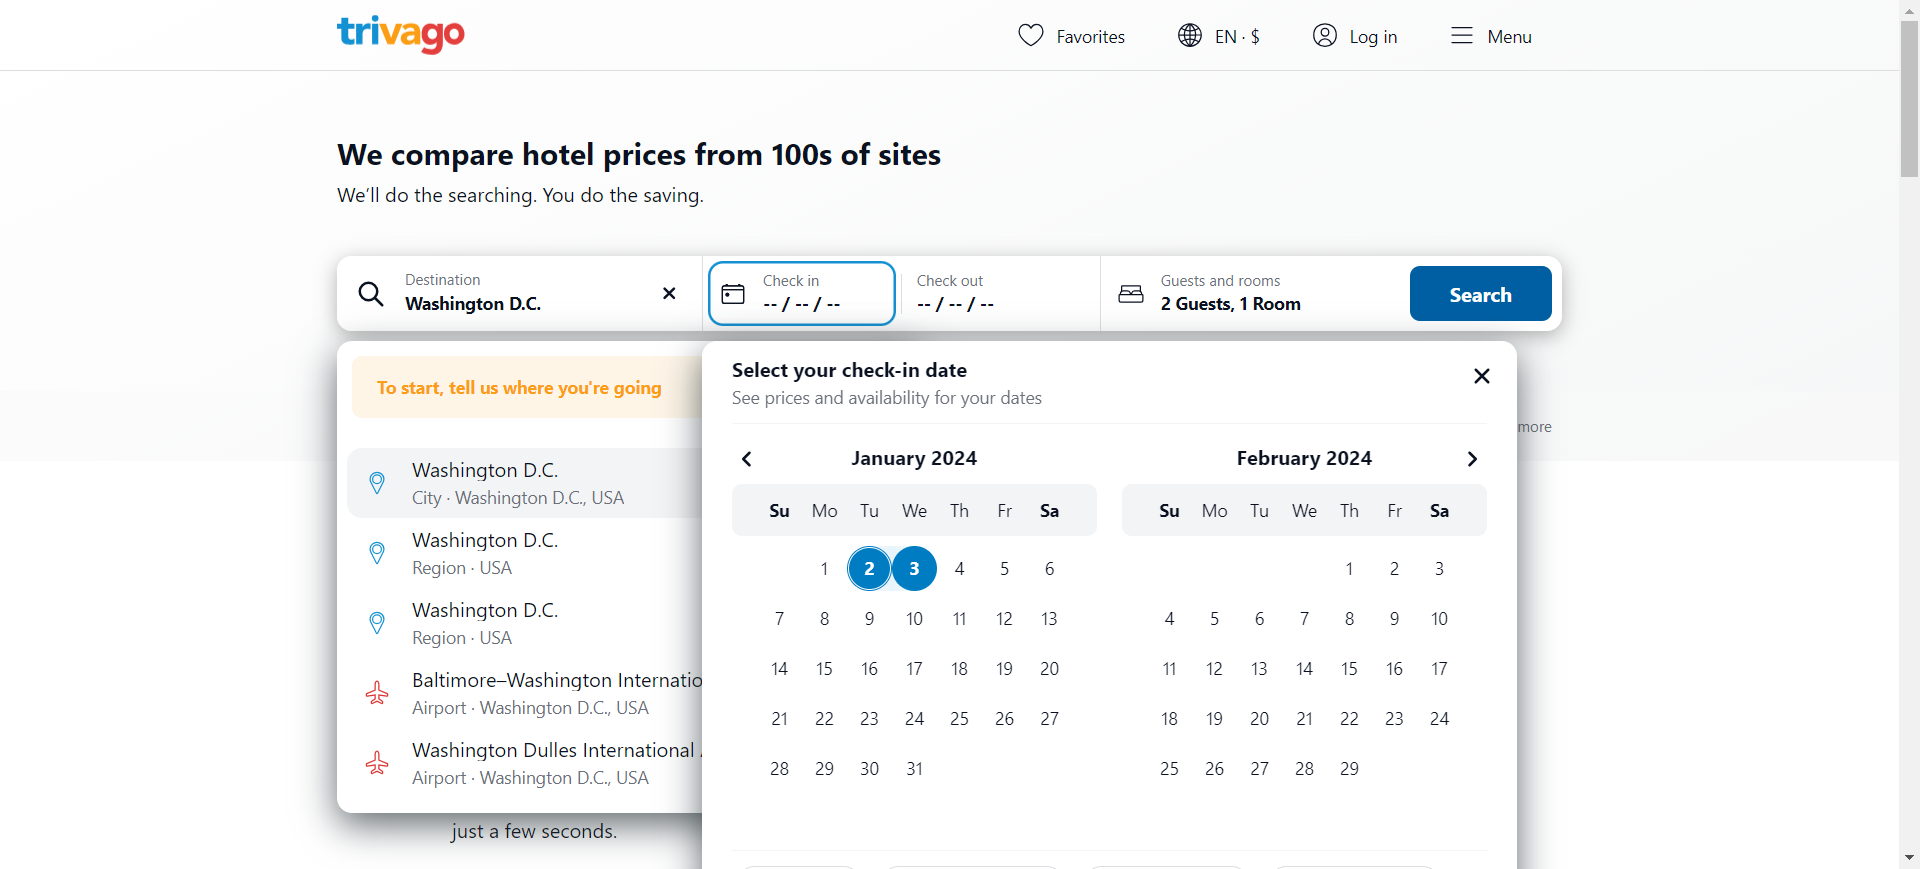 trivago
Favorites
EN · $
Log in
Menu
We compare hotel prices from 100s of sites
We'll do the searching. You do the saving.
Destination
Washington D.C.
Check in
-- / -- / --
Check out
-- / -- / --
Guests and rooms
2 Guests, 1 Room
Search
To start, tell us where you're going
Washington D.C.
City · Washington D.C., USA
Washington D.C.
Region · USA
Washington D.C.
Region · USA
Baltimore–Washington Internatio
Airport · Washington D.C., USA
Washington Dulles International
Airport · Washington D.C., USA
just a few seconds.
Select your check-in date
See prices and availability for your dates
more
January 2024
Su Mo Tu We Th Fr Sa
1 2 3 4 5 6
7 8 9 10 11 12 13
14 15 16 17 18 19 20
21 22 23 24 25 26 27
28 29 30 31
February 2024
Su Mo Tu We Th Fr Sa
1 2 3
4 5 6 7 8 9 10
11 12 13 14 15 16 17
18 19 20 21 22 23 24
25 26 27 28 29